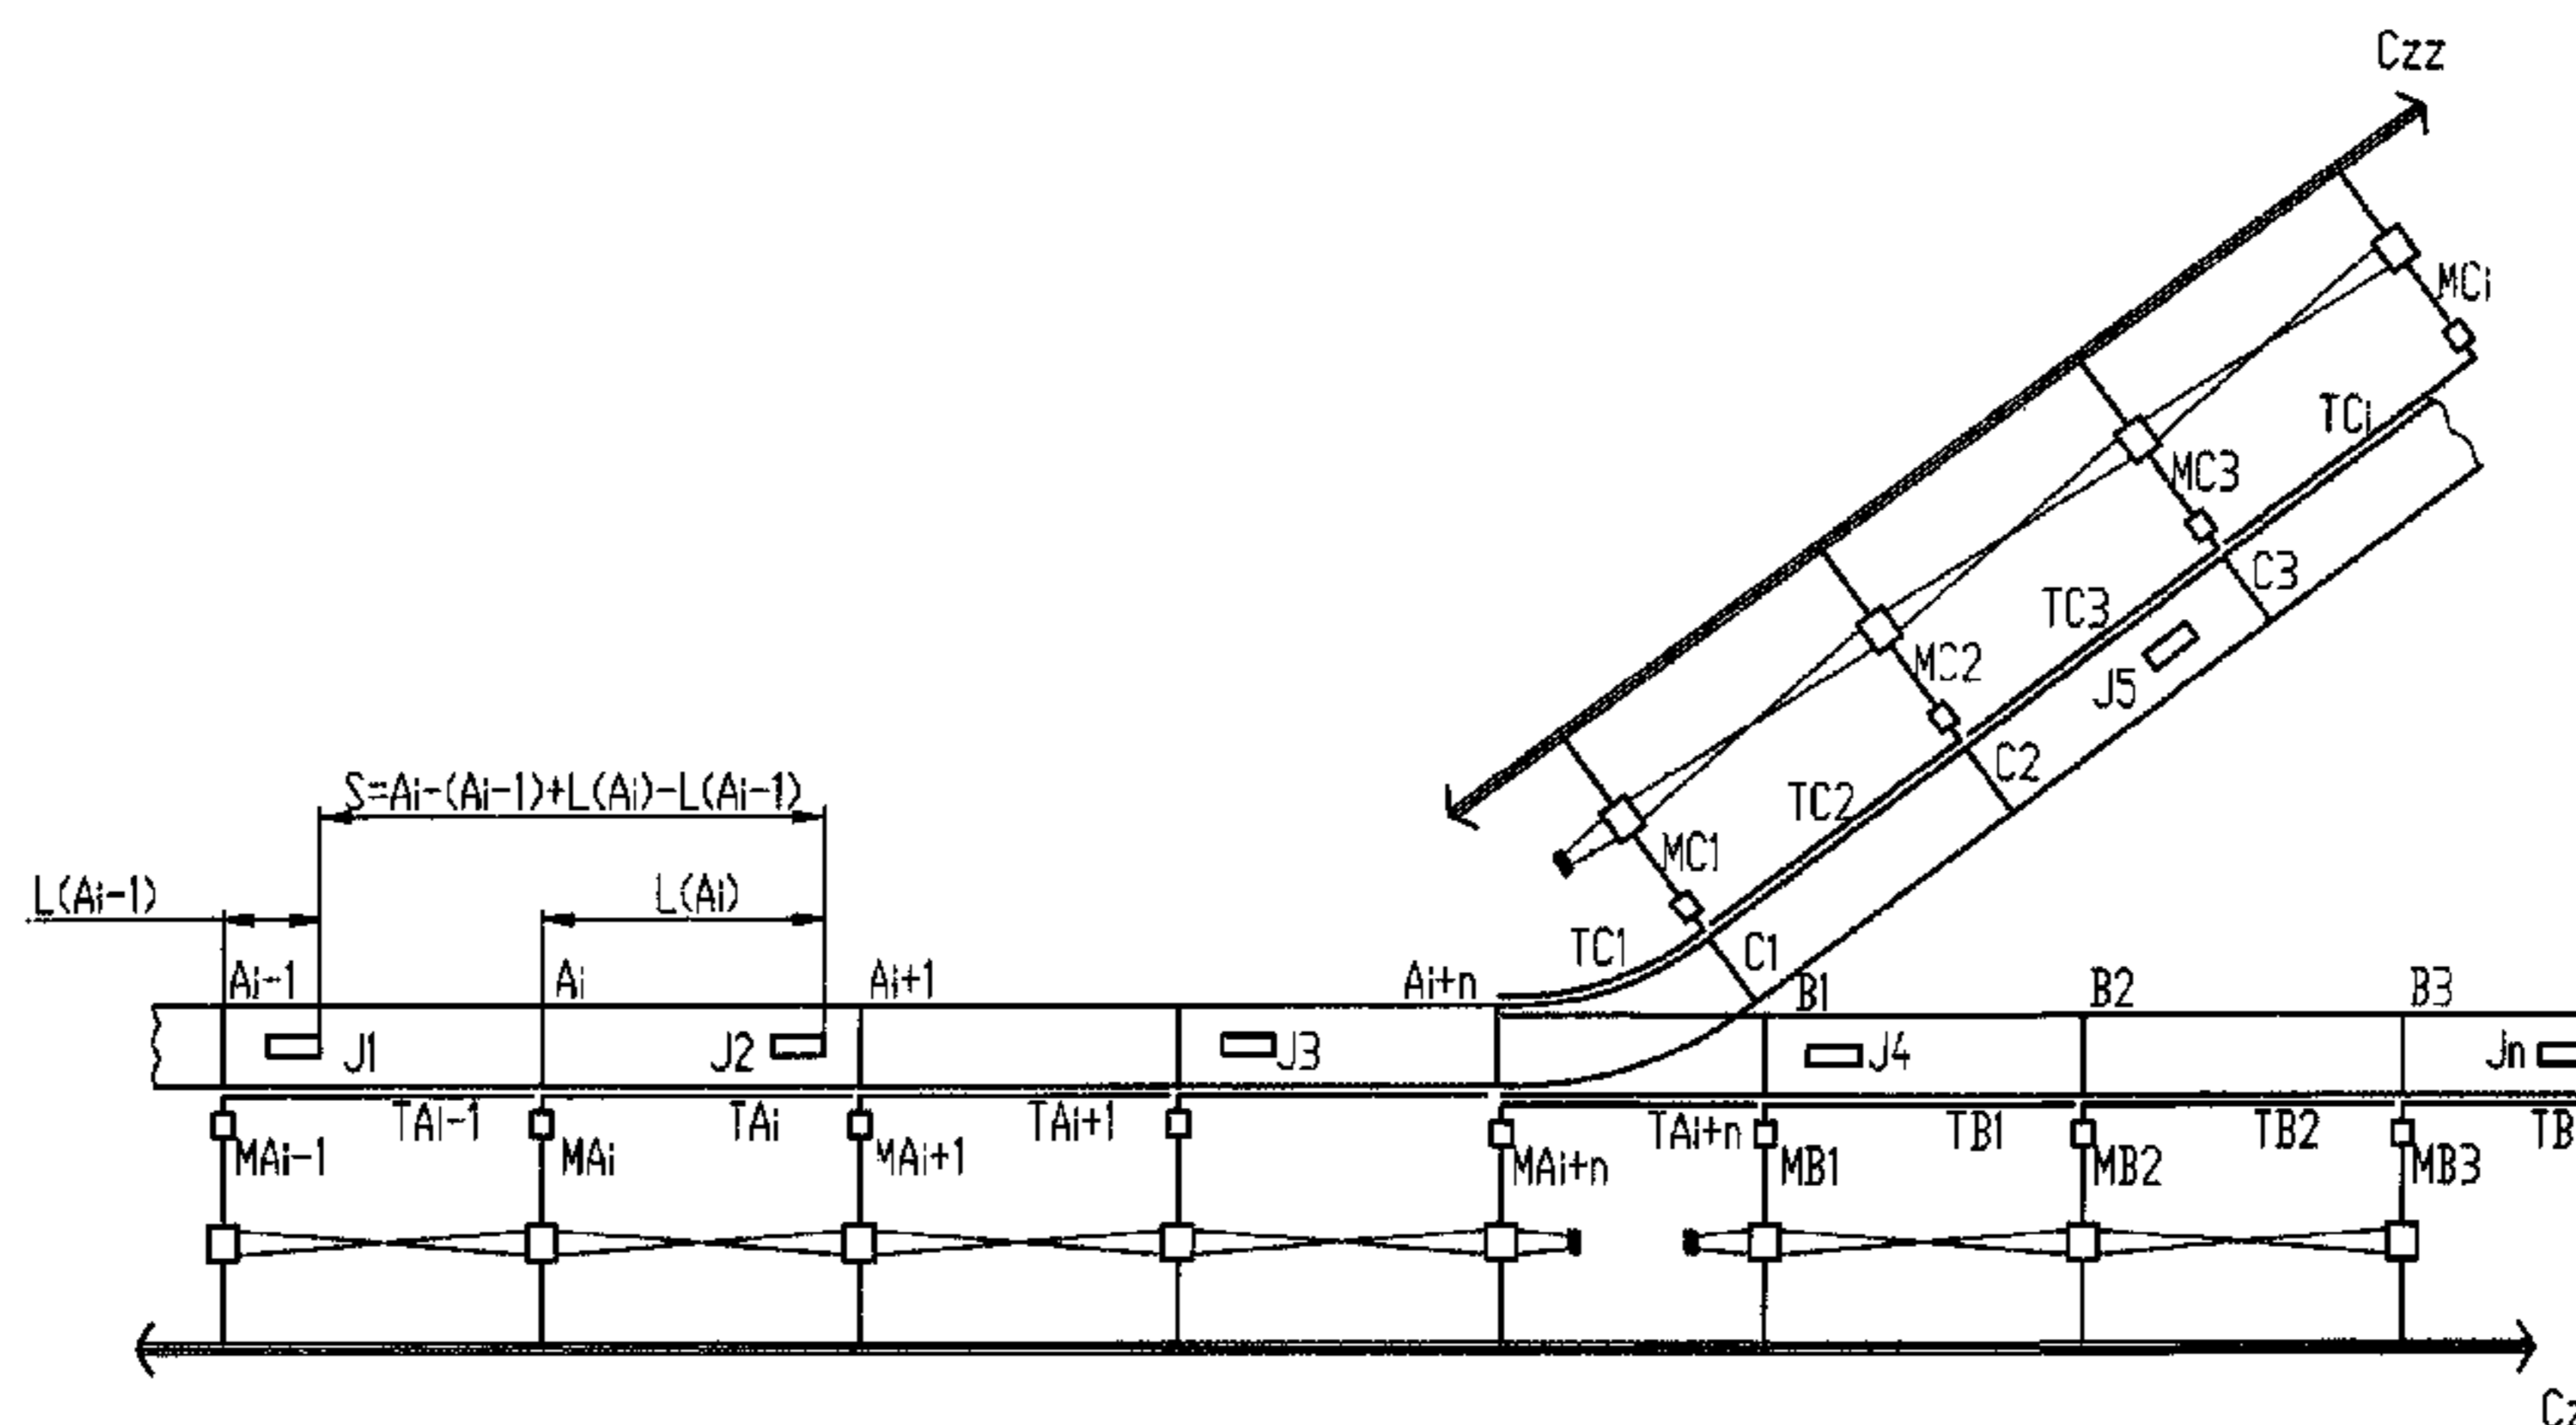 Czz
MCi
TCi
MC3
C3
TC3
J5
MC2
C2
TC2
S=Ai-(Ai-1)+L(Ai)-L(Ai-1)
MC1
L(Ai-1)
L(Ai)
TC1
C1
Ai-1
Ai
Ai+1
Ai+n
B1
B2
B3
J1
J2
J3
J4
Jn
TAi-1
TAi
TAi+1
TAi+n
TB1
TB2
TB
MAi-1
MAi
MAi+1
MAi+n
MB1
MB2
MB3
Cz